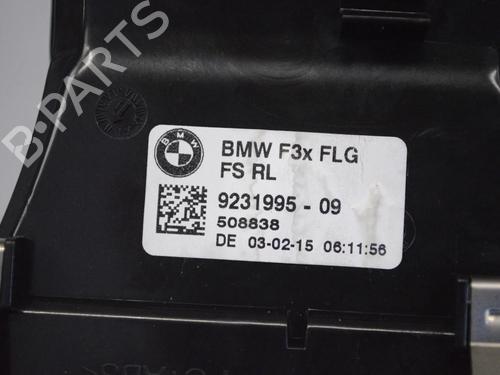 B-PARTS
BMW
BMW F3x FLG
FS RL
9231995 - 09
508838
DE 03-02-15 06:11:56